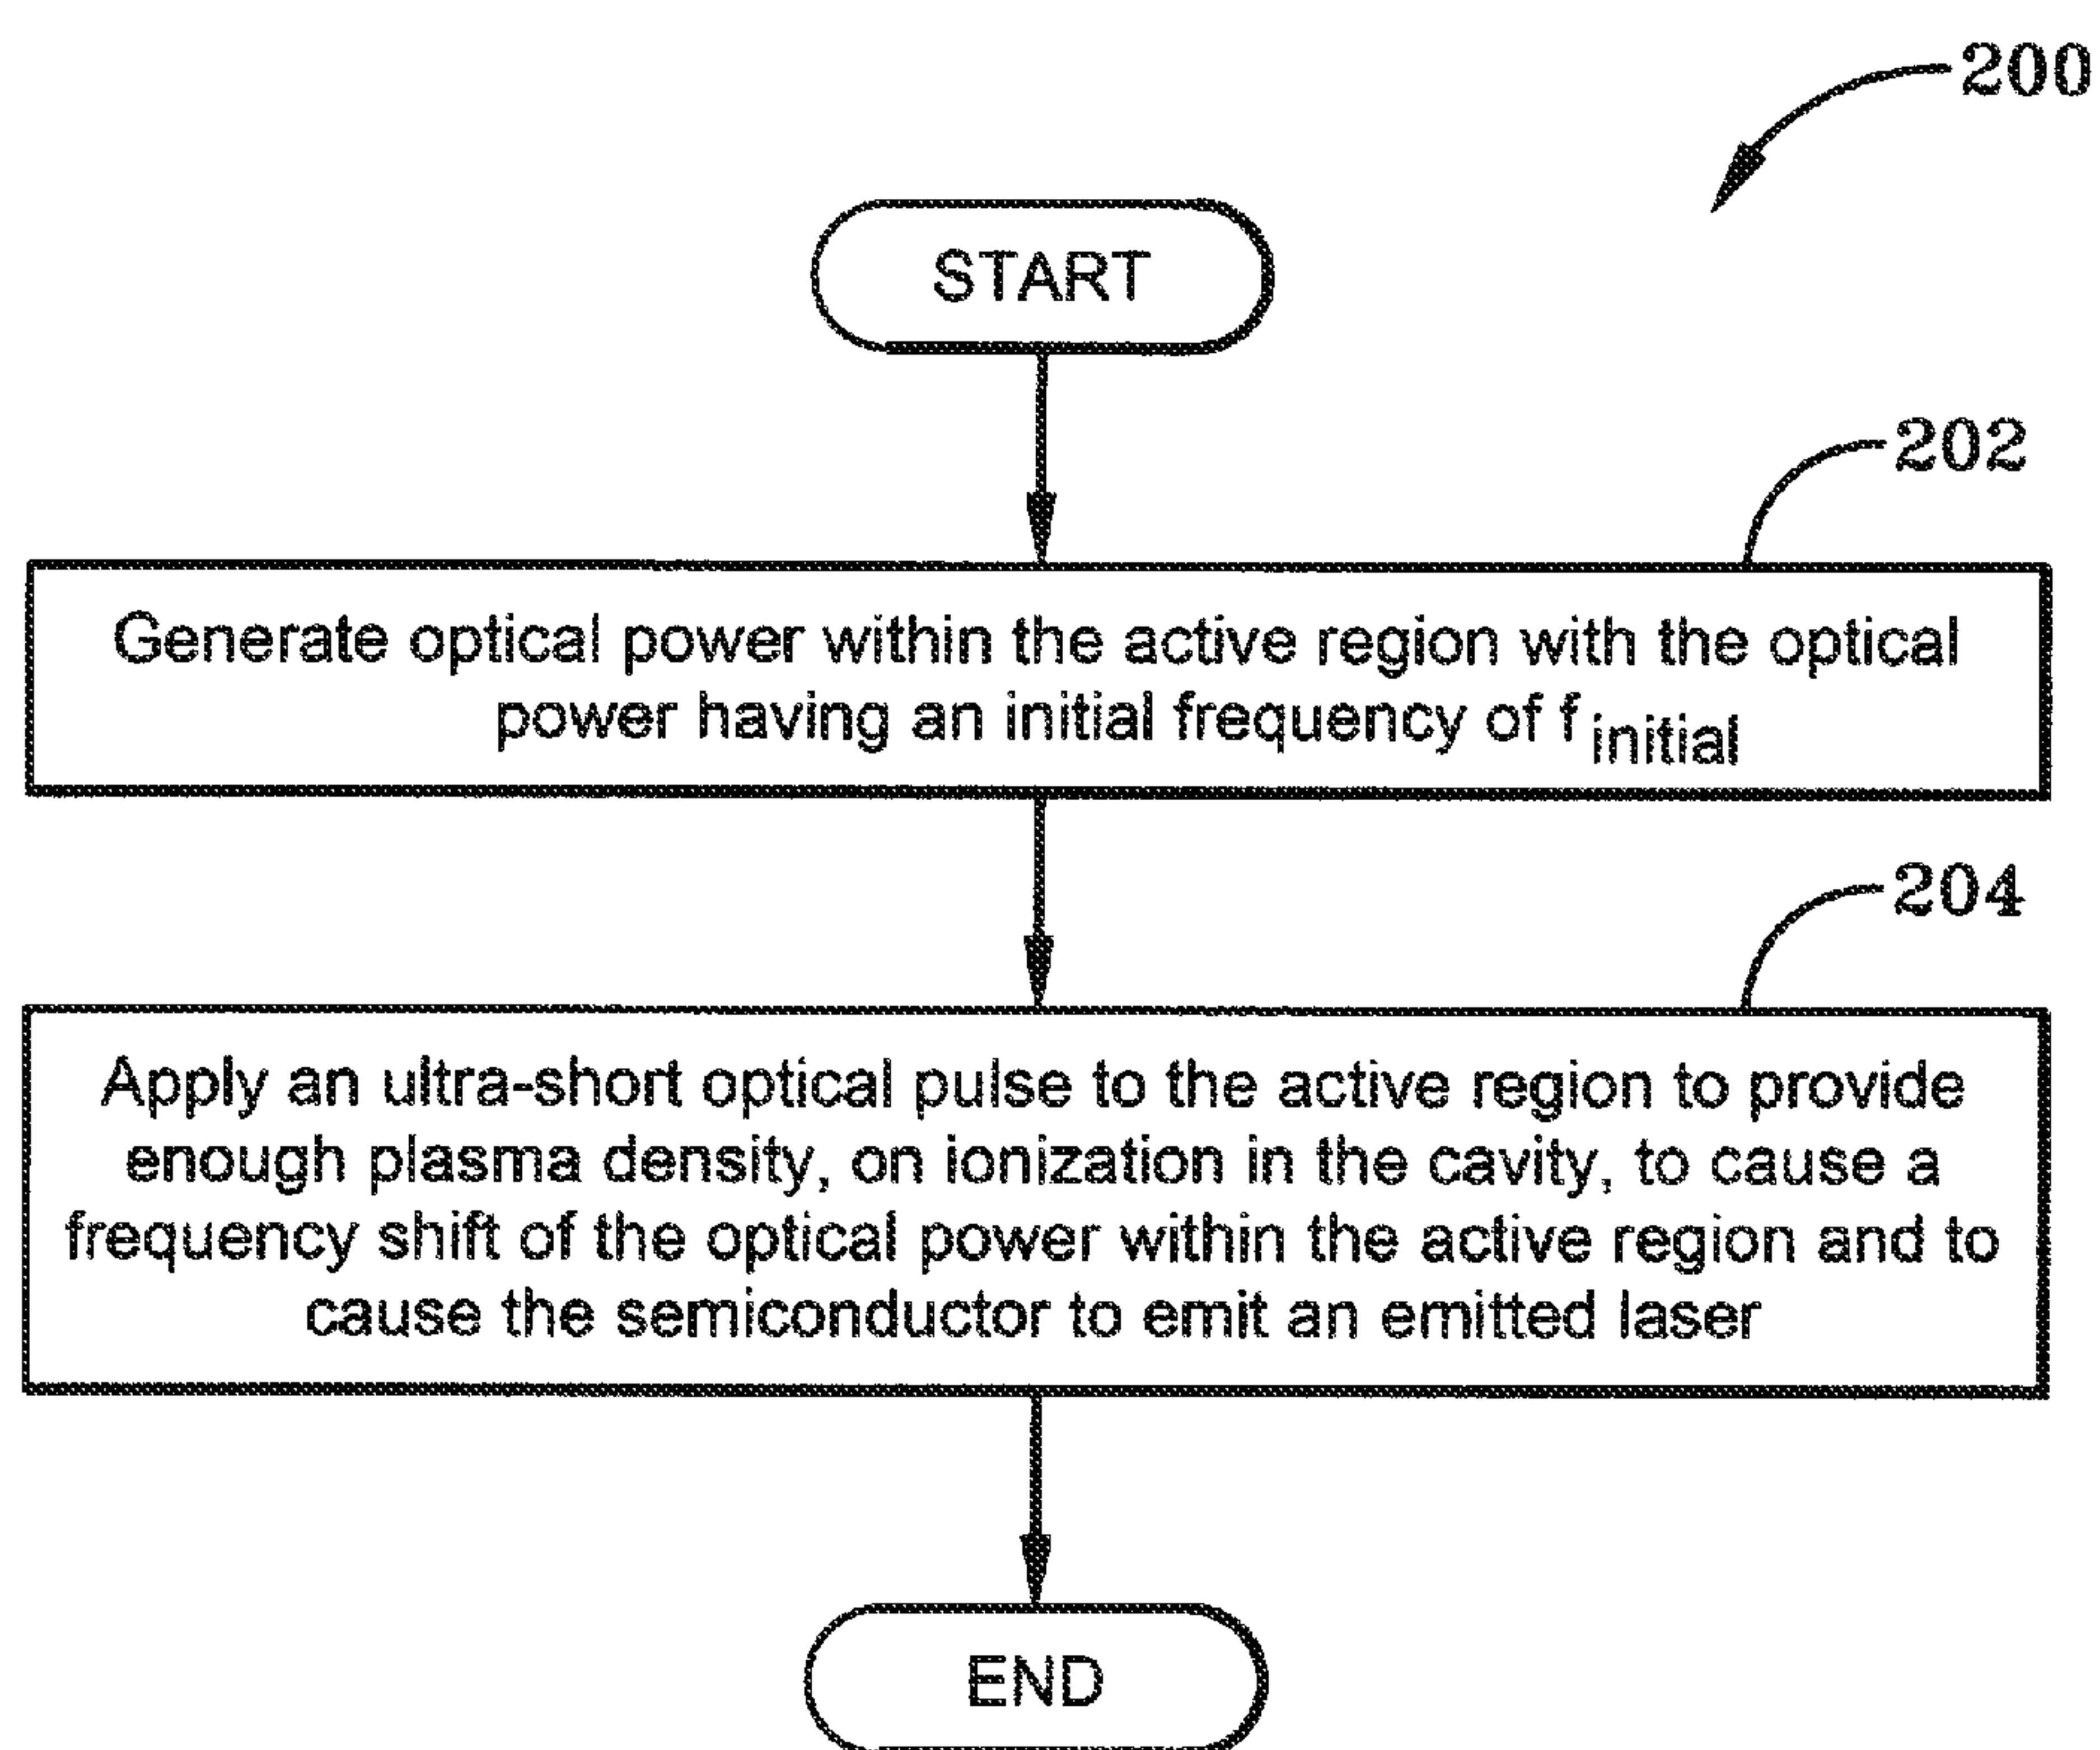 200
START
202
Generate optical power within the active region with the optical
power having an initial frequency of f initial
204
Apply an ultra-short optical pulse to the active region to provide
enough plasma density, on ionization in the cavity, to cause a
frequency shift of the optical power within the active region and to
cause the semiconductor to emit an emitted laser
END